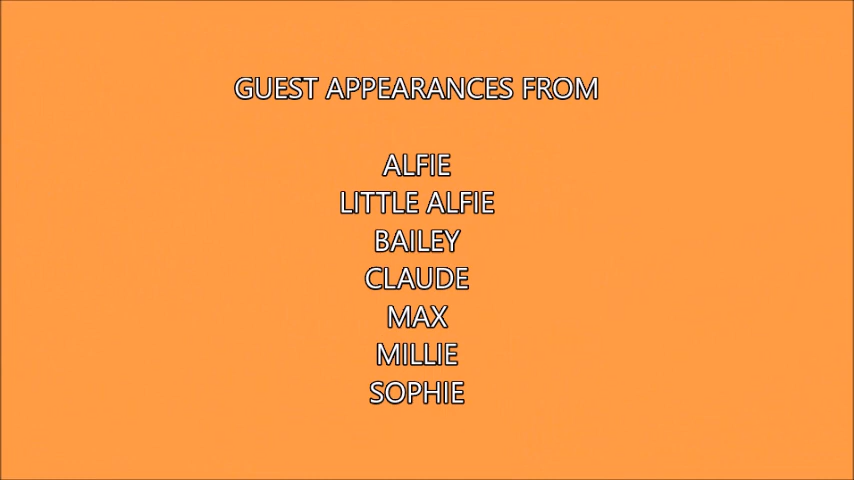 GUEST APPEARANCES FROM
ALFIE
LITTLE ALFIE
BAILEY
CLAUDE
MAX
MILLIE
SOPHIE